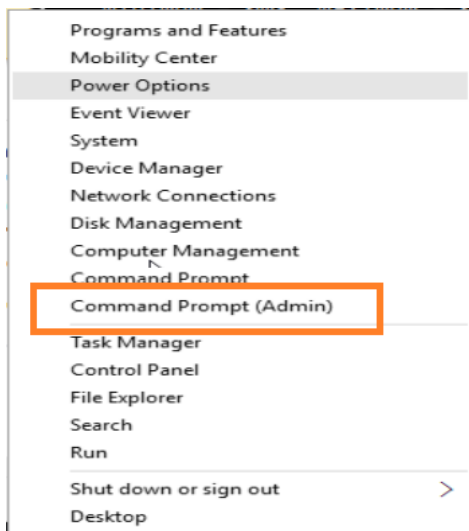 Programs and Features
Mobility Center
Power Options
Event Viewer
System
Device Manager
Network Connections
Disk Management
Computer Management
Command Prompt
Command Prompt (Admin)
Task Manager
Control Panel
File Explorer
Search
Run
Shut down or sign out
Desktop